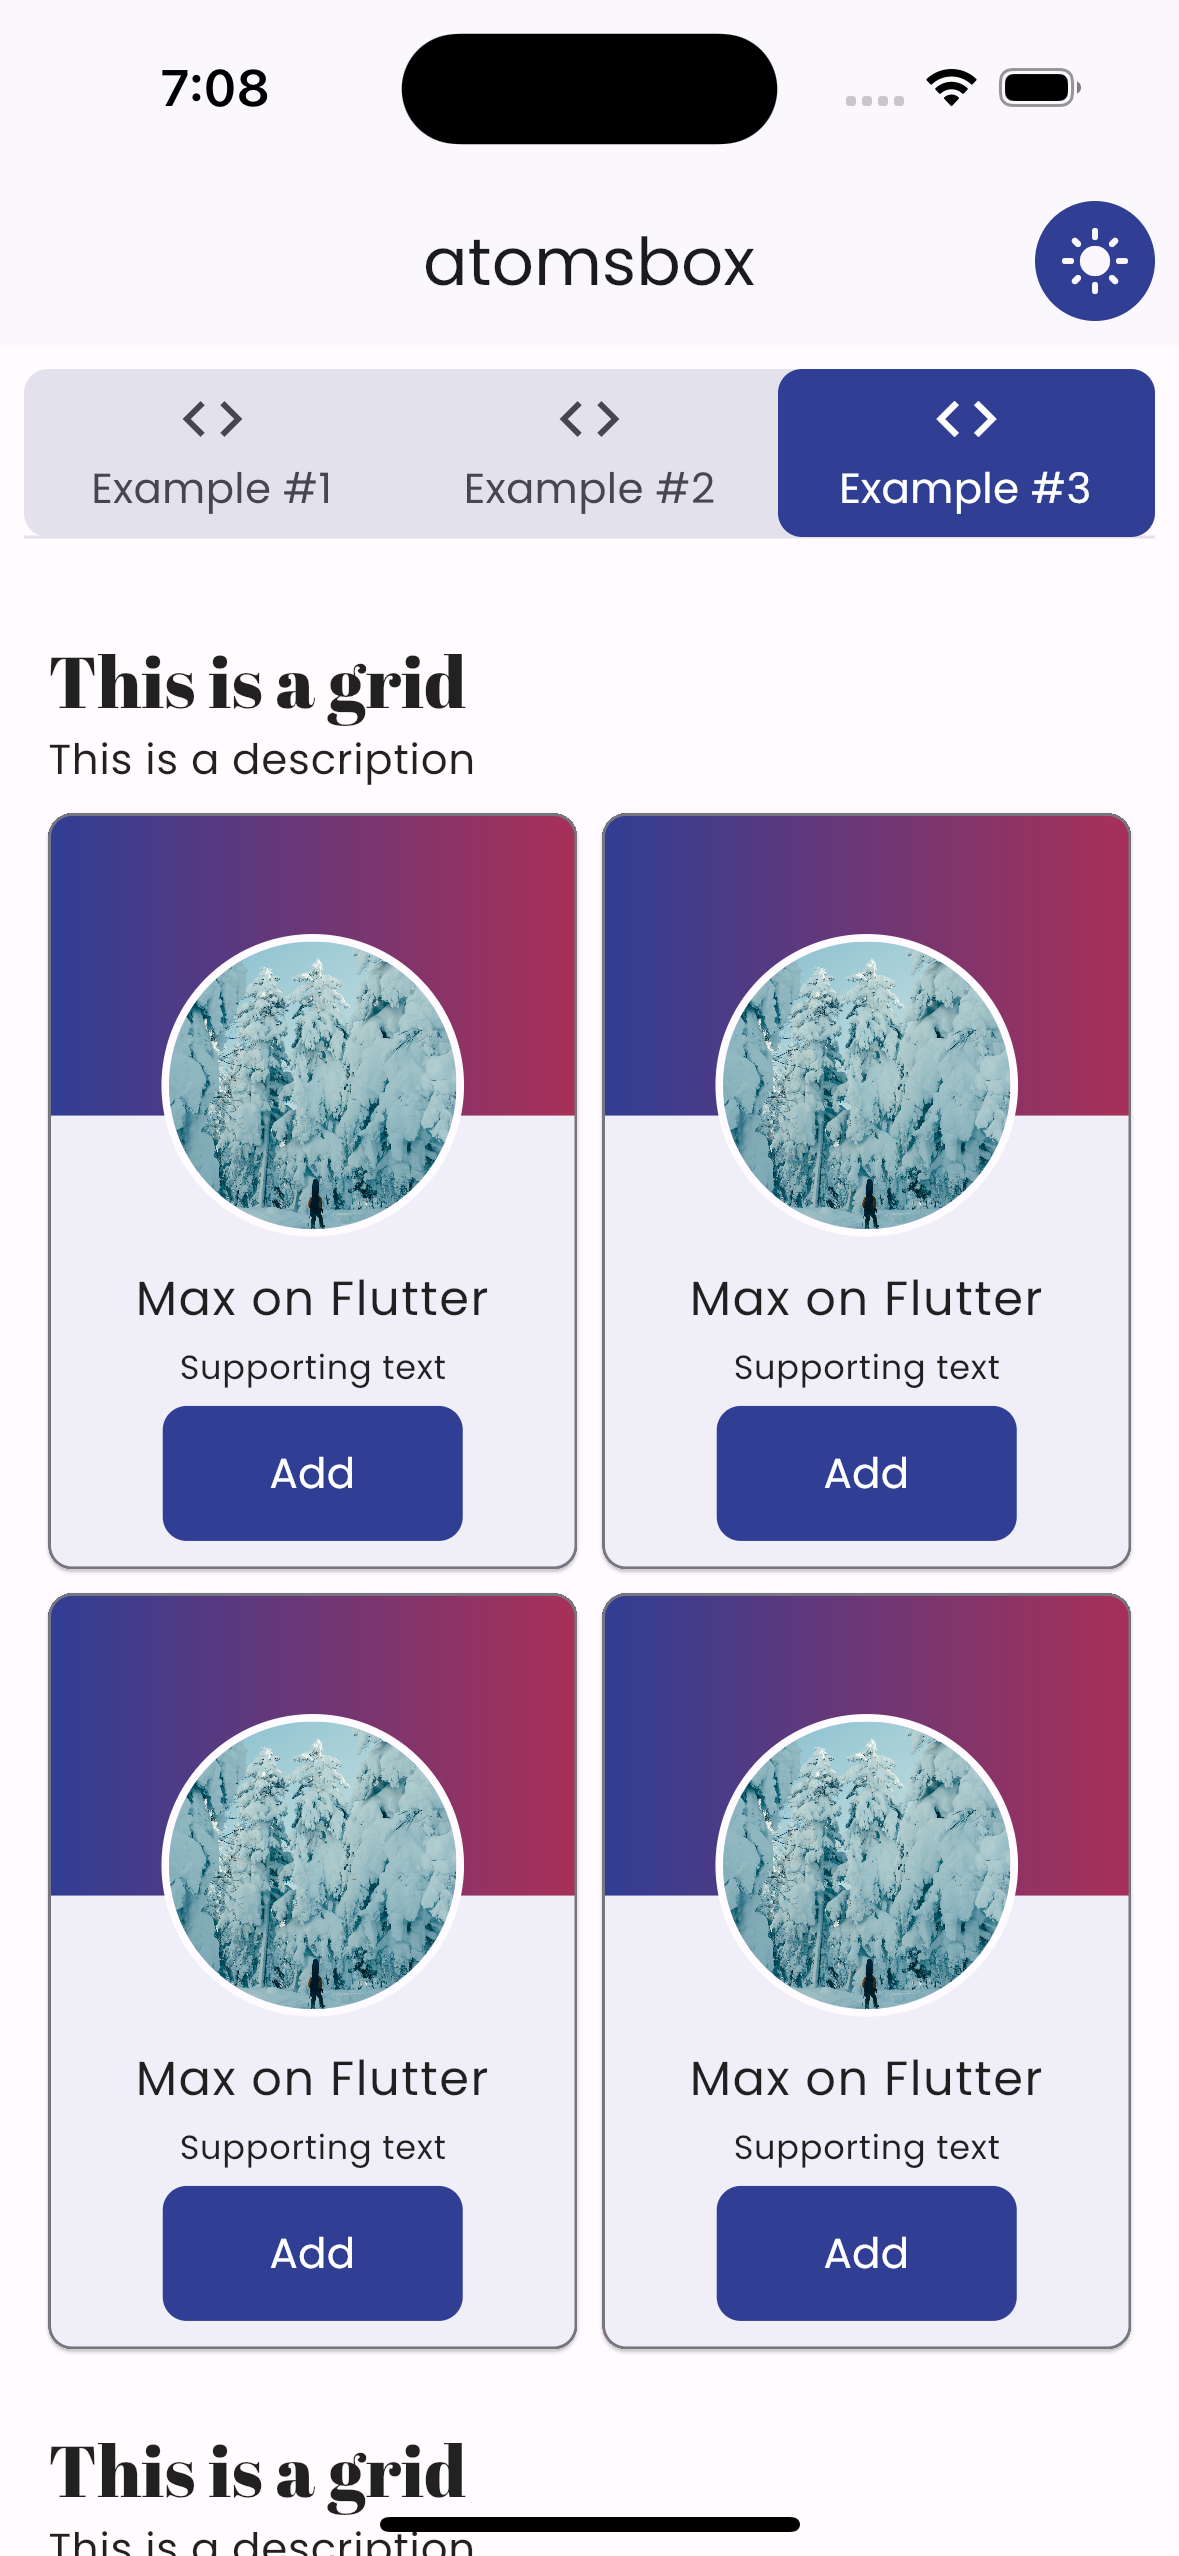 7:08
atomsbox
Example #1 Example #2 Example #3
This is a grid
This is a description
Max on Flutter Max on Flutter
Supporting text Supporting text
Add Add
Max on Flutter Max on Flutter
Supporting text Supporting text
Add Add
This is a grid
This is a description